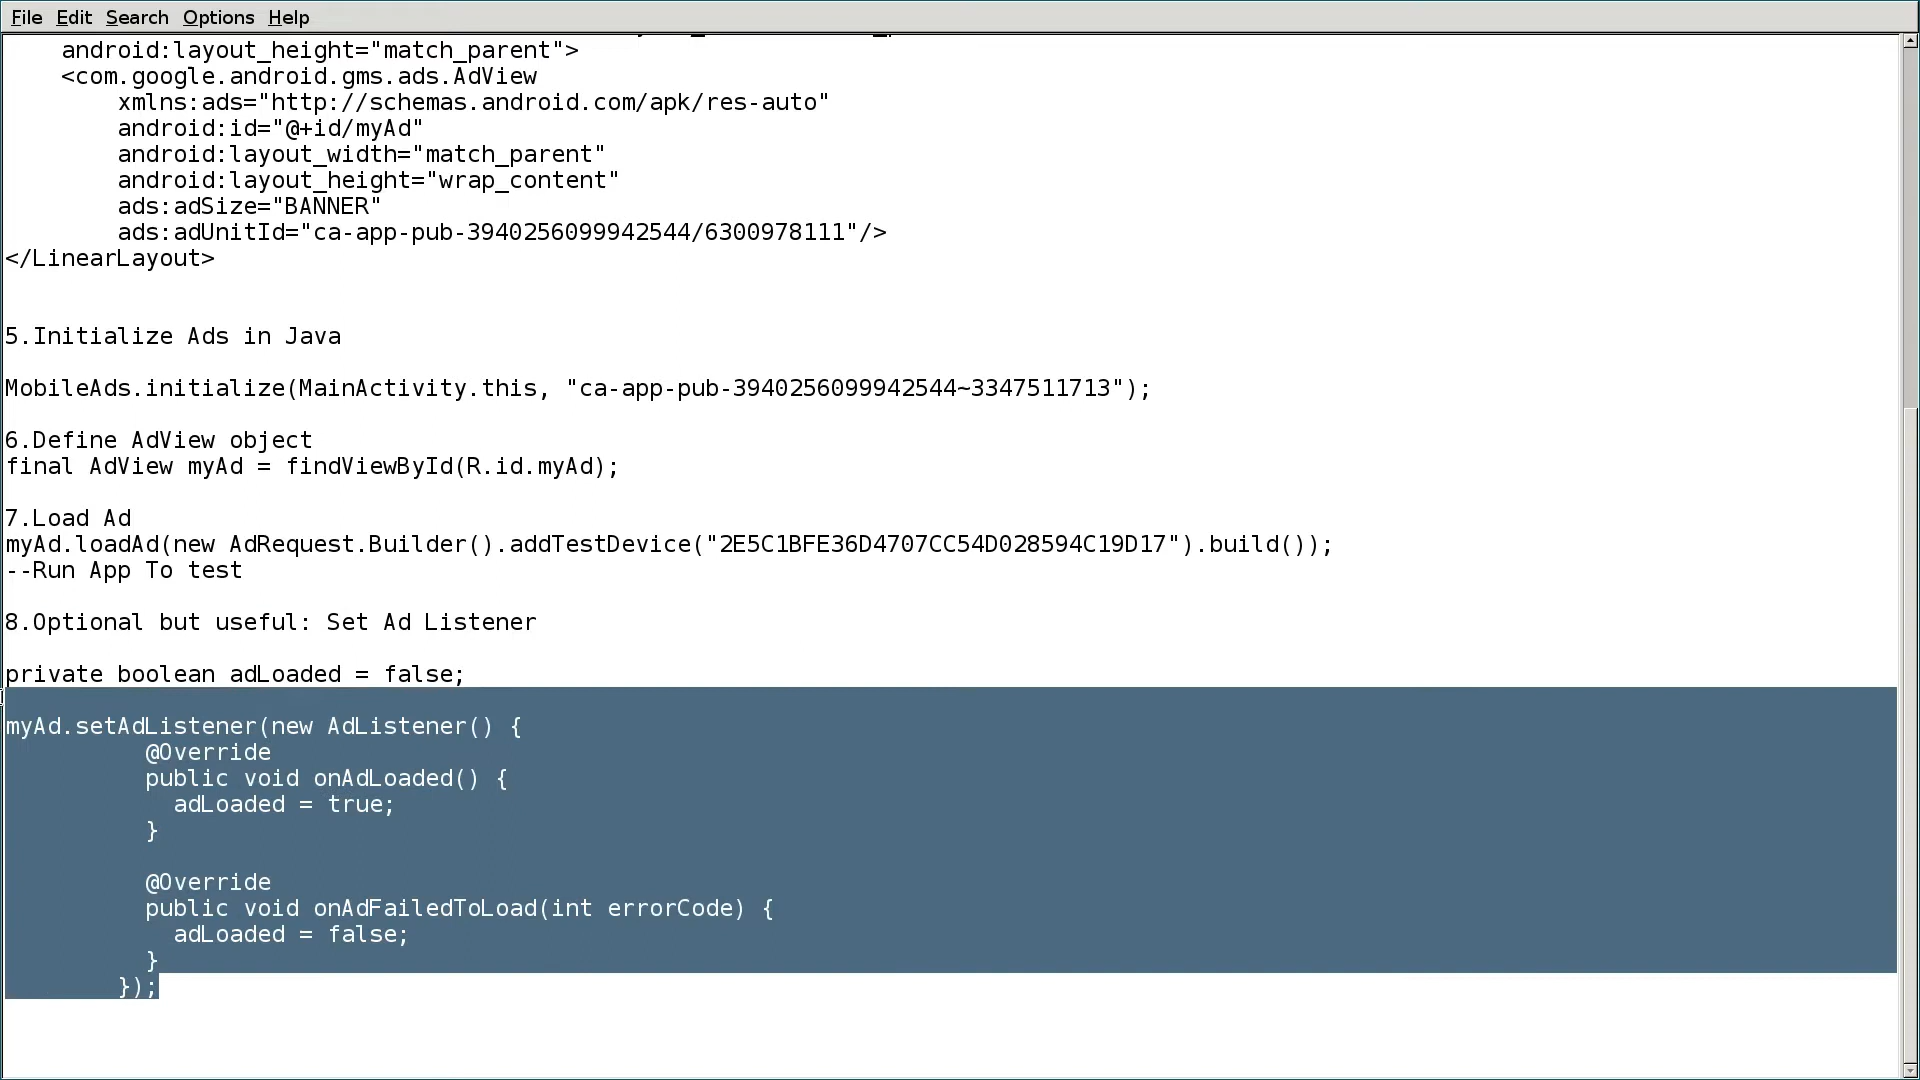 File Edit Search Options Help
    android:layout_height="match_parent">
    <com.google.android.gms.ads.AdView
        xmlns:ads="http://schemas.android.com/apk/res-auto"
        android:id="@+id/myAd"
        android:layout_width="match_parent"
        android:layout_height="wrap_content"
        ads:adSize="BANNER"
        ads:adUnitId="ca-app-pub-3940256099942544/6300978111"/>
</LinearLayout>
5.Initialize Ads in Java
MobileAds.initialize(MainActivity.this, "ca-app-pub-3940256099942544~3347511713");
6.Define AdView object
final AdView myAd = findViewById(R.id.myAd);
7.Load Ad
myAd.loadAd(new AdRequest.Builder().addTestDevice("2E5C1BFE36D4707CC54D028594C19D17").build());
--Run App To test
8.Optional but useful: Set Ad Listener
private boolean adLoaded = false;
myAd.setAdListener(new AdListener() {
          @Override
          public void onAdLoaded() {
            adLoaded = true;
          }
          @Override
          public void onAdFailedToLoad(int errorCode) {
            adLoaded = false;
          }
        });